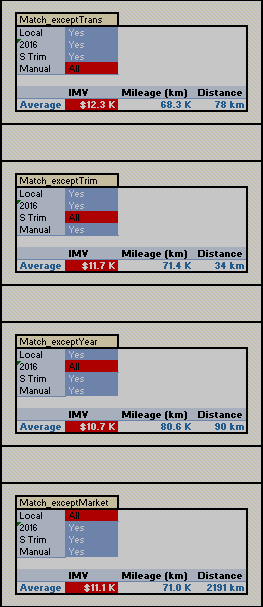 Match_exceptTrans
Local Yes
2016 Yes
S Trim Yes
Manual All
IMV Mileage (km) Distance
Average $12.3 K 68.3 K 78 km
Match_exceptTrim
Local Yes
2016 Yes
S Trim All
Manual Yes
IMV Mileage (km) Distance
Average $11.7 K 71.4 K 34 km
Match_exceptYear
Local Yes
2016 All
S Trim Yes
Manual Yes
IMV Mileage (km) Distance
Average $10.7 K 80.6 K 90 km
Match_exceptMarket
Local All
2016 Yes
S Trim Yes
Manual Yes
IMV Mileage (km) Distance
Average $11.1 K 71.0 K 2191 km